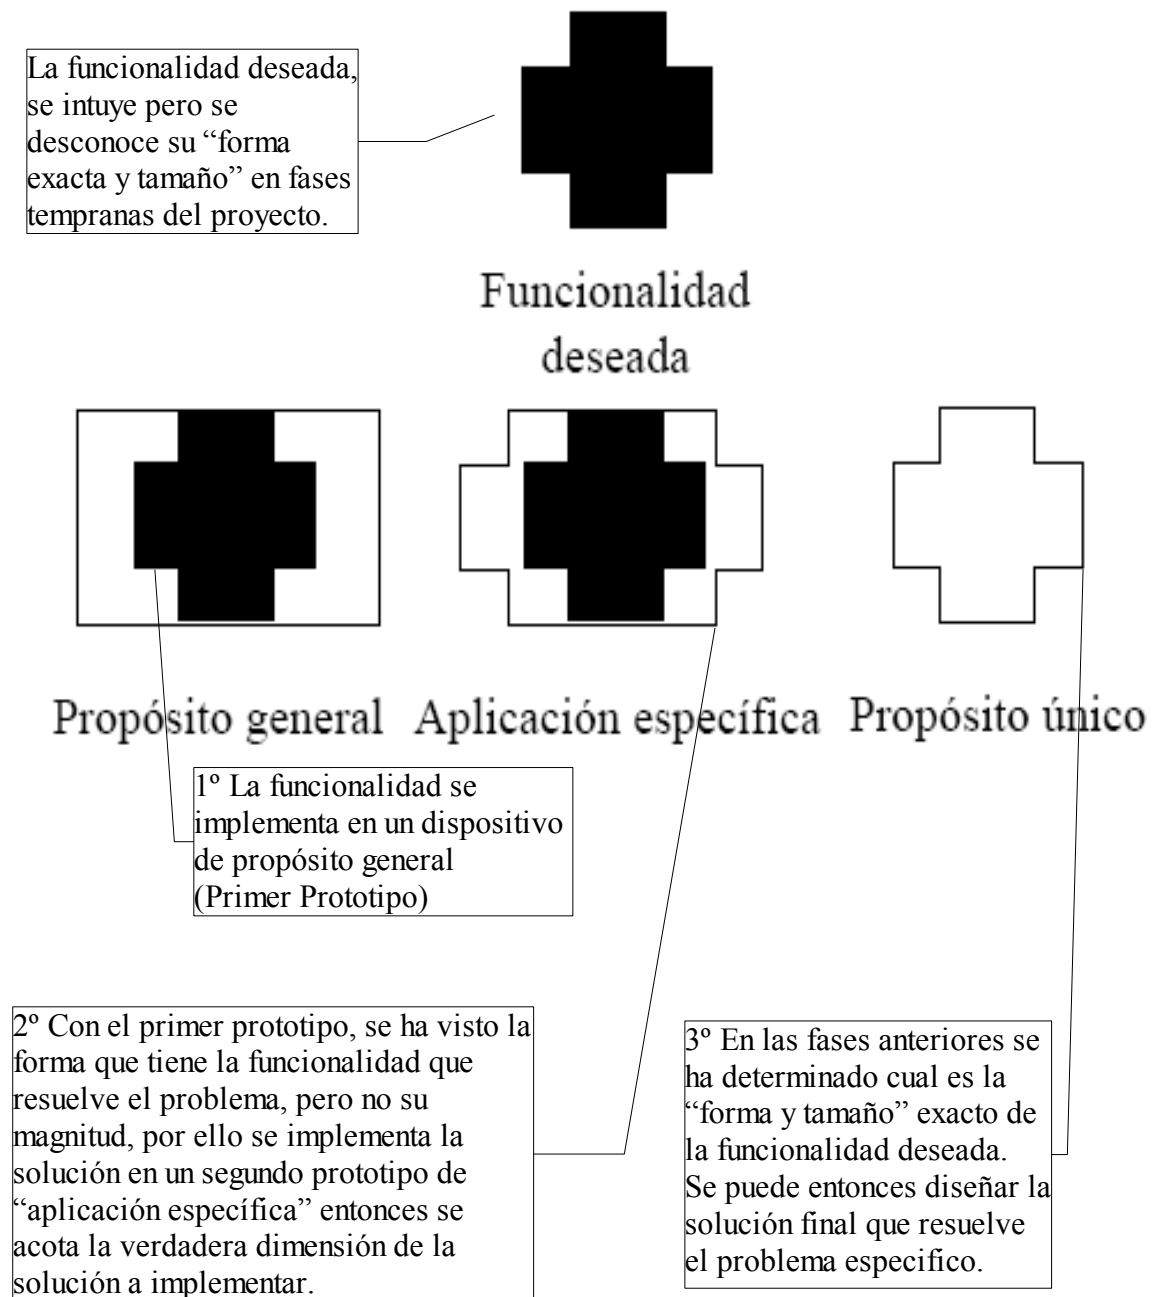 La funcionalidad deseada,
se intuye pero se
desconoce su “forma
exacta y tamaño” en fases
tempranas del proyecto.
Funcionalidad
deseada
Propósito general
Aplicación específica
Propósito único
1º La funcionalidad se
implementa en un dispositivo
de propósito general
(Primer Prototipo)
2º Con el primer prototipo, se ha visto la
forma que tiene la funcionalidad que
resuelve el problema, pero no su
magnitud, por ello se implementa la
solución en un segundo prototipo de
“aplicación específica” entonces se
acota la verdadera dimensión de la
solución a implementar.
3º En las fases anteriores se
ha determinado cual es la
“forma y tamaño” exacto de
la funcionalidad deseada.
Se puede entonces diseñar la
solución final que resuelve
el problema especifico.